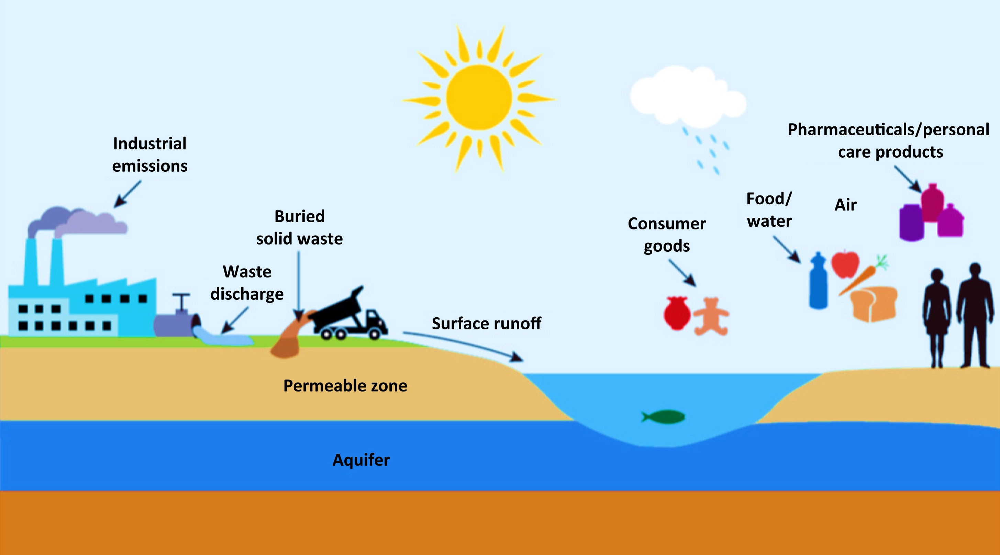 Industrial
emissions
Buried
solid waste
Waste
discharge
Surface runoff
Consumer
goods
Food/
water
Air
Pharmaceuticals/personal
care products
Permeable zone
Aquifer